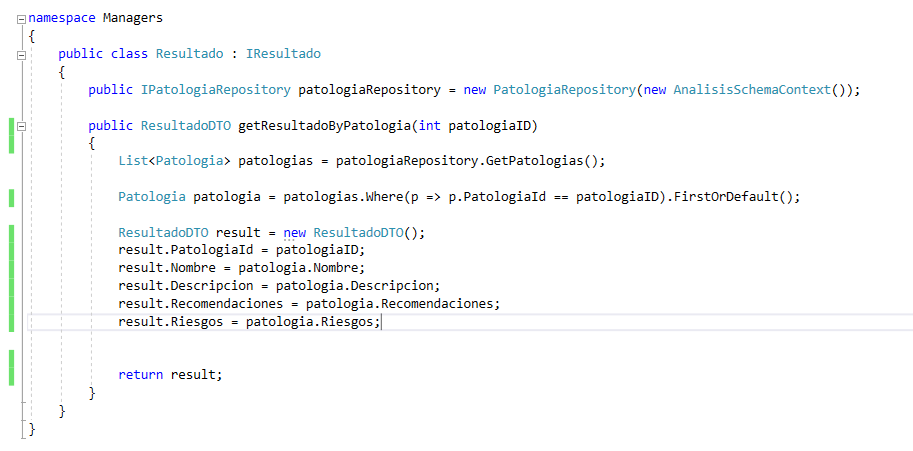 namespace Managers
{
public class Resultado : IResultado
{
public IPatologiaRepository patologiaRepository = new PatologiaRepository(new AnalisisSchemaContext());
public ResultadoDTO getResultadoByPatologia(int patologiaID)
{
List<Patologia> patologias = patologiaRepository.GetPatologias();
Patologia patologia = patologias.Where(p => p.PatologiaId == patologiaID).FirstOrDefault();
ResultadoDTO result = new ResultadoDTO();
result.PatologiaId = patologiaID;
result.Nombre = patologia.Nombre;
result.Descripcion = patologia.Descripcion;
result.Recomendaciones = patologia.Recomendaciones;
result.Riesgos = patologia.Riesgos;
return result;
}
}
}